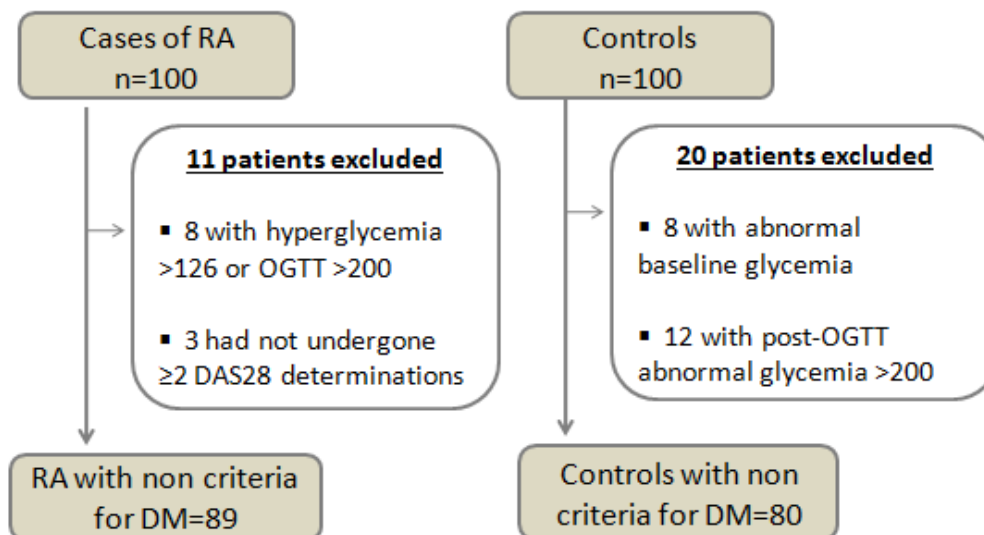 Cases of RA
n=100
11 patients excluded
▪ 8 with hyperglycemia
>126 or OGTT >200
▪ 3 had not undergone
≥2 DAS28 determinations
RA with non criteria
for DM=89
Controls
n=100
20 patients excluded
▪ 8 with abnormal
baseline glycemia
▪ 12 with post-OGTT
abnormal glycemia >200
Controls with non
criteria for DM=80